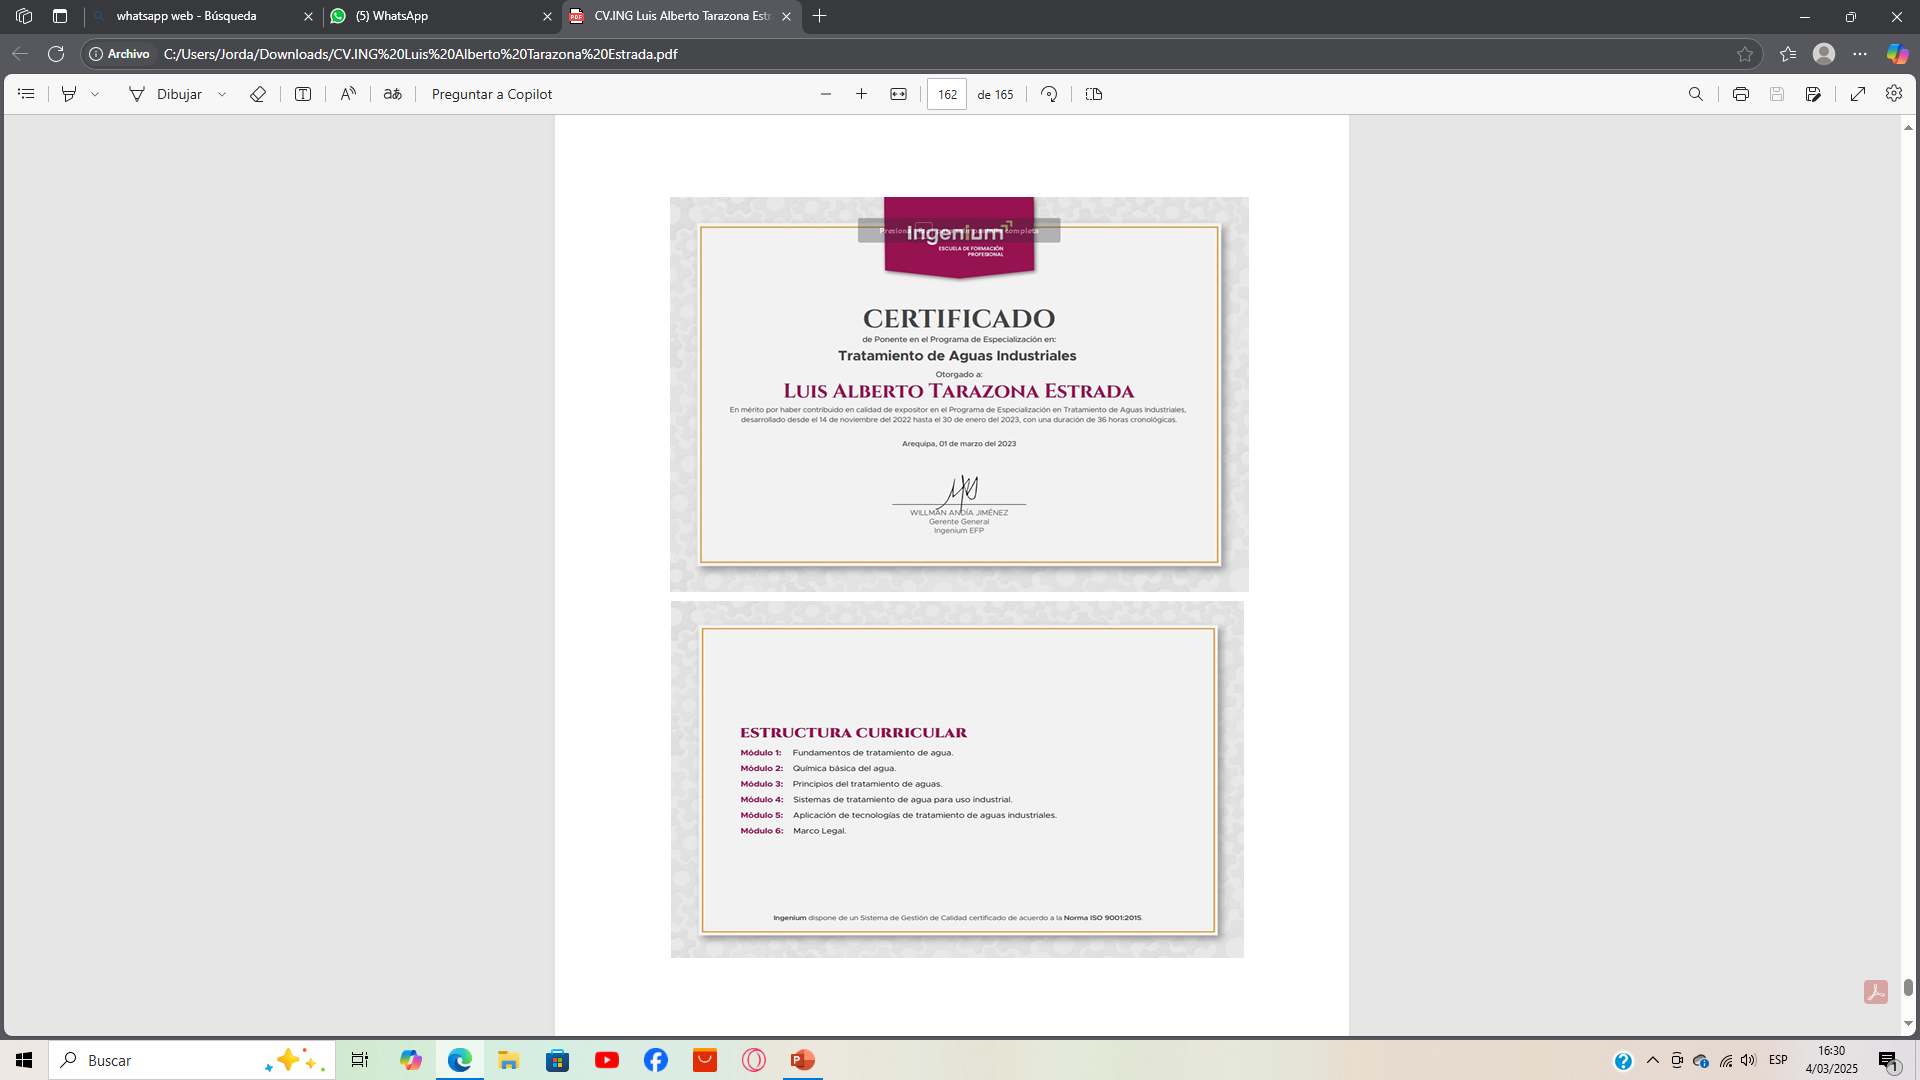 whatsapp web - Búsqueda
(5) WhatsApp
CV.ING Luis Alberto Tarazona Estr
Archivo
C:/Users/Jorda/Downloads/CV.ING%20Luis%20Alberto%20Tarazona%20Estrada.pdf
Dibujar
Preguntar a Copilot
162
de 165
Ingenium
ESCUELA DE FORMACIÓN
PROFESIONAL
CERTIFICADO
de Ponente en el Programa de Especialización en:
Tratamiento de Aguas Industriales
Otorgado a:
LUIS ALBERTO TARAZONA ESTRADA
En mérito por haber contribuido en calidad de expositor en el Programa de Especialización en Tratamiento de Aguas Industriales,
desarrollado desde el 14 de noviembre del 2022 hasta el 30 de enero del 2023, con una duración de 36 horas cronológicas.
Arequipa, 01 de marzo del 2023
WILLMAN ANDÍA JIMÉNEZ
Gerente General
Ingenium EFP
ESTRUCTURA CURRICULAR
Módulo 1: Fundamentos de tratamiento de agua.
Módulo 2: Química básica del agua.
Módulo 3: Principios del tratamiento de aguas.
Módulo 4: Sistemas de tratamiento de agua para uso industrial.
Módulo 5: Aplicación de tecnologías de tratamiento de aguas industriales.
Módulo 6: Marco Legal.
Ingenium dispone de un Sistema de Gestión de Calidad certificado de acuerdo a la Norma ISO 9001:2015.
Buscar
ESP
16:30
4/03/2025
1